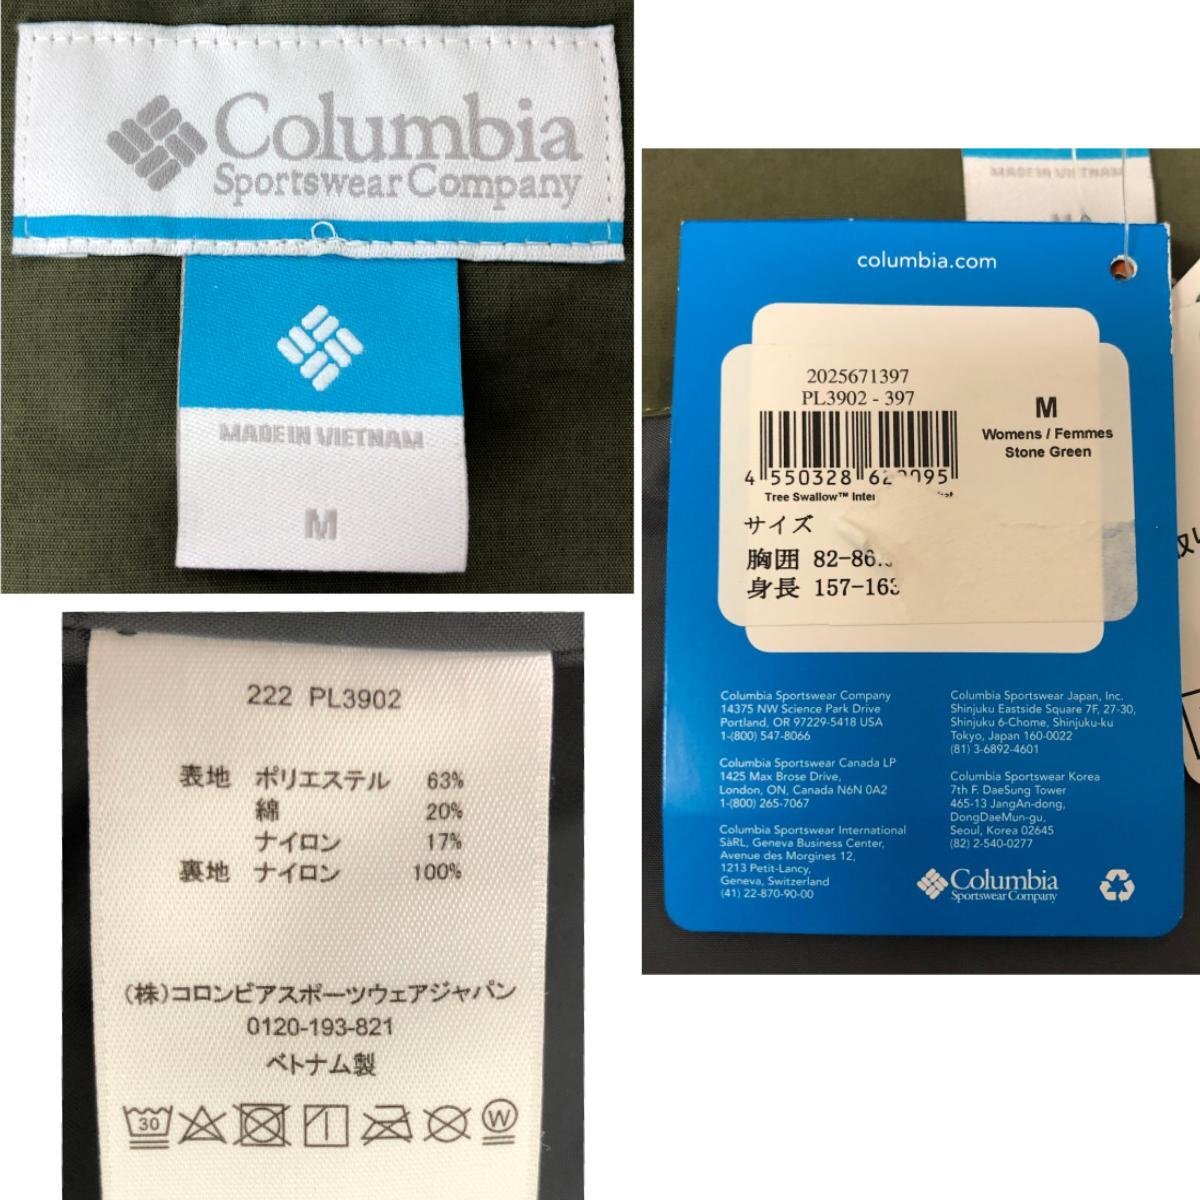 Columbia
Sportswear Company
MADE IN VIETNAM
M
MADE IN VIETNAM
columbia.com
2025671397
PL3902 - 397
4 550328
Tree Swallow™
M
Womens / Femmes
Stone Green
サイズ
胸囲 82-86.
身長 157-163
Columbia Sportswear Company
14375 NW Science Park Drive
Portland, OR 97229-5418 USA
1-(800) 547-8066
Columbia Sportswear Canada LP
1425 Max Brose Drive,
London, ON, Canada N6N 0A2
1-(800) 265-7067
Columbia Sportswear International
SàRL, Geneva Business Center,
Avenue des Morgines 12,
1213 Petit-Lancy,
Geneva, Switzerland
(41) 22-870-90-00
Columbia Sportswear Japan, Inc.
Shinjuku Eastside Square 7F, 27-30,
Shinjuku 6-Chome, Shinjuku-ku
Tokyo, Japan 160-0022
(81) 3-6892-4601
Columbia Sportswear Korea
7th F. DaeSung Tower
465-13 JangAn-dong,
DongDaeMun-gu,
Seoul, Korea 02645
(82) 2-540-0277
Columbia
Sportswear Company
222 PL3902
表地 ポリエステル 63%
綿 20%
ナイロン 17%
裏地 ナイロン 100%
(株)コロンビアスポーツウェアジャパン
0120-193-821
ベトナム製
30
W